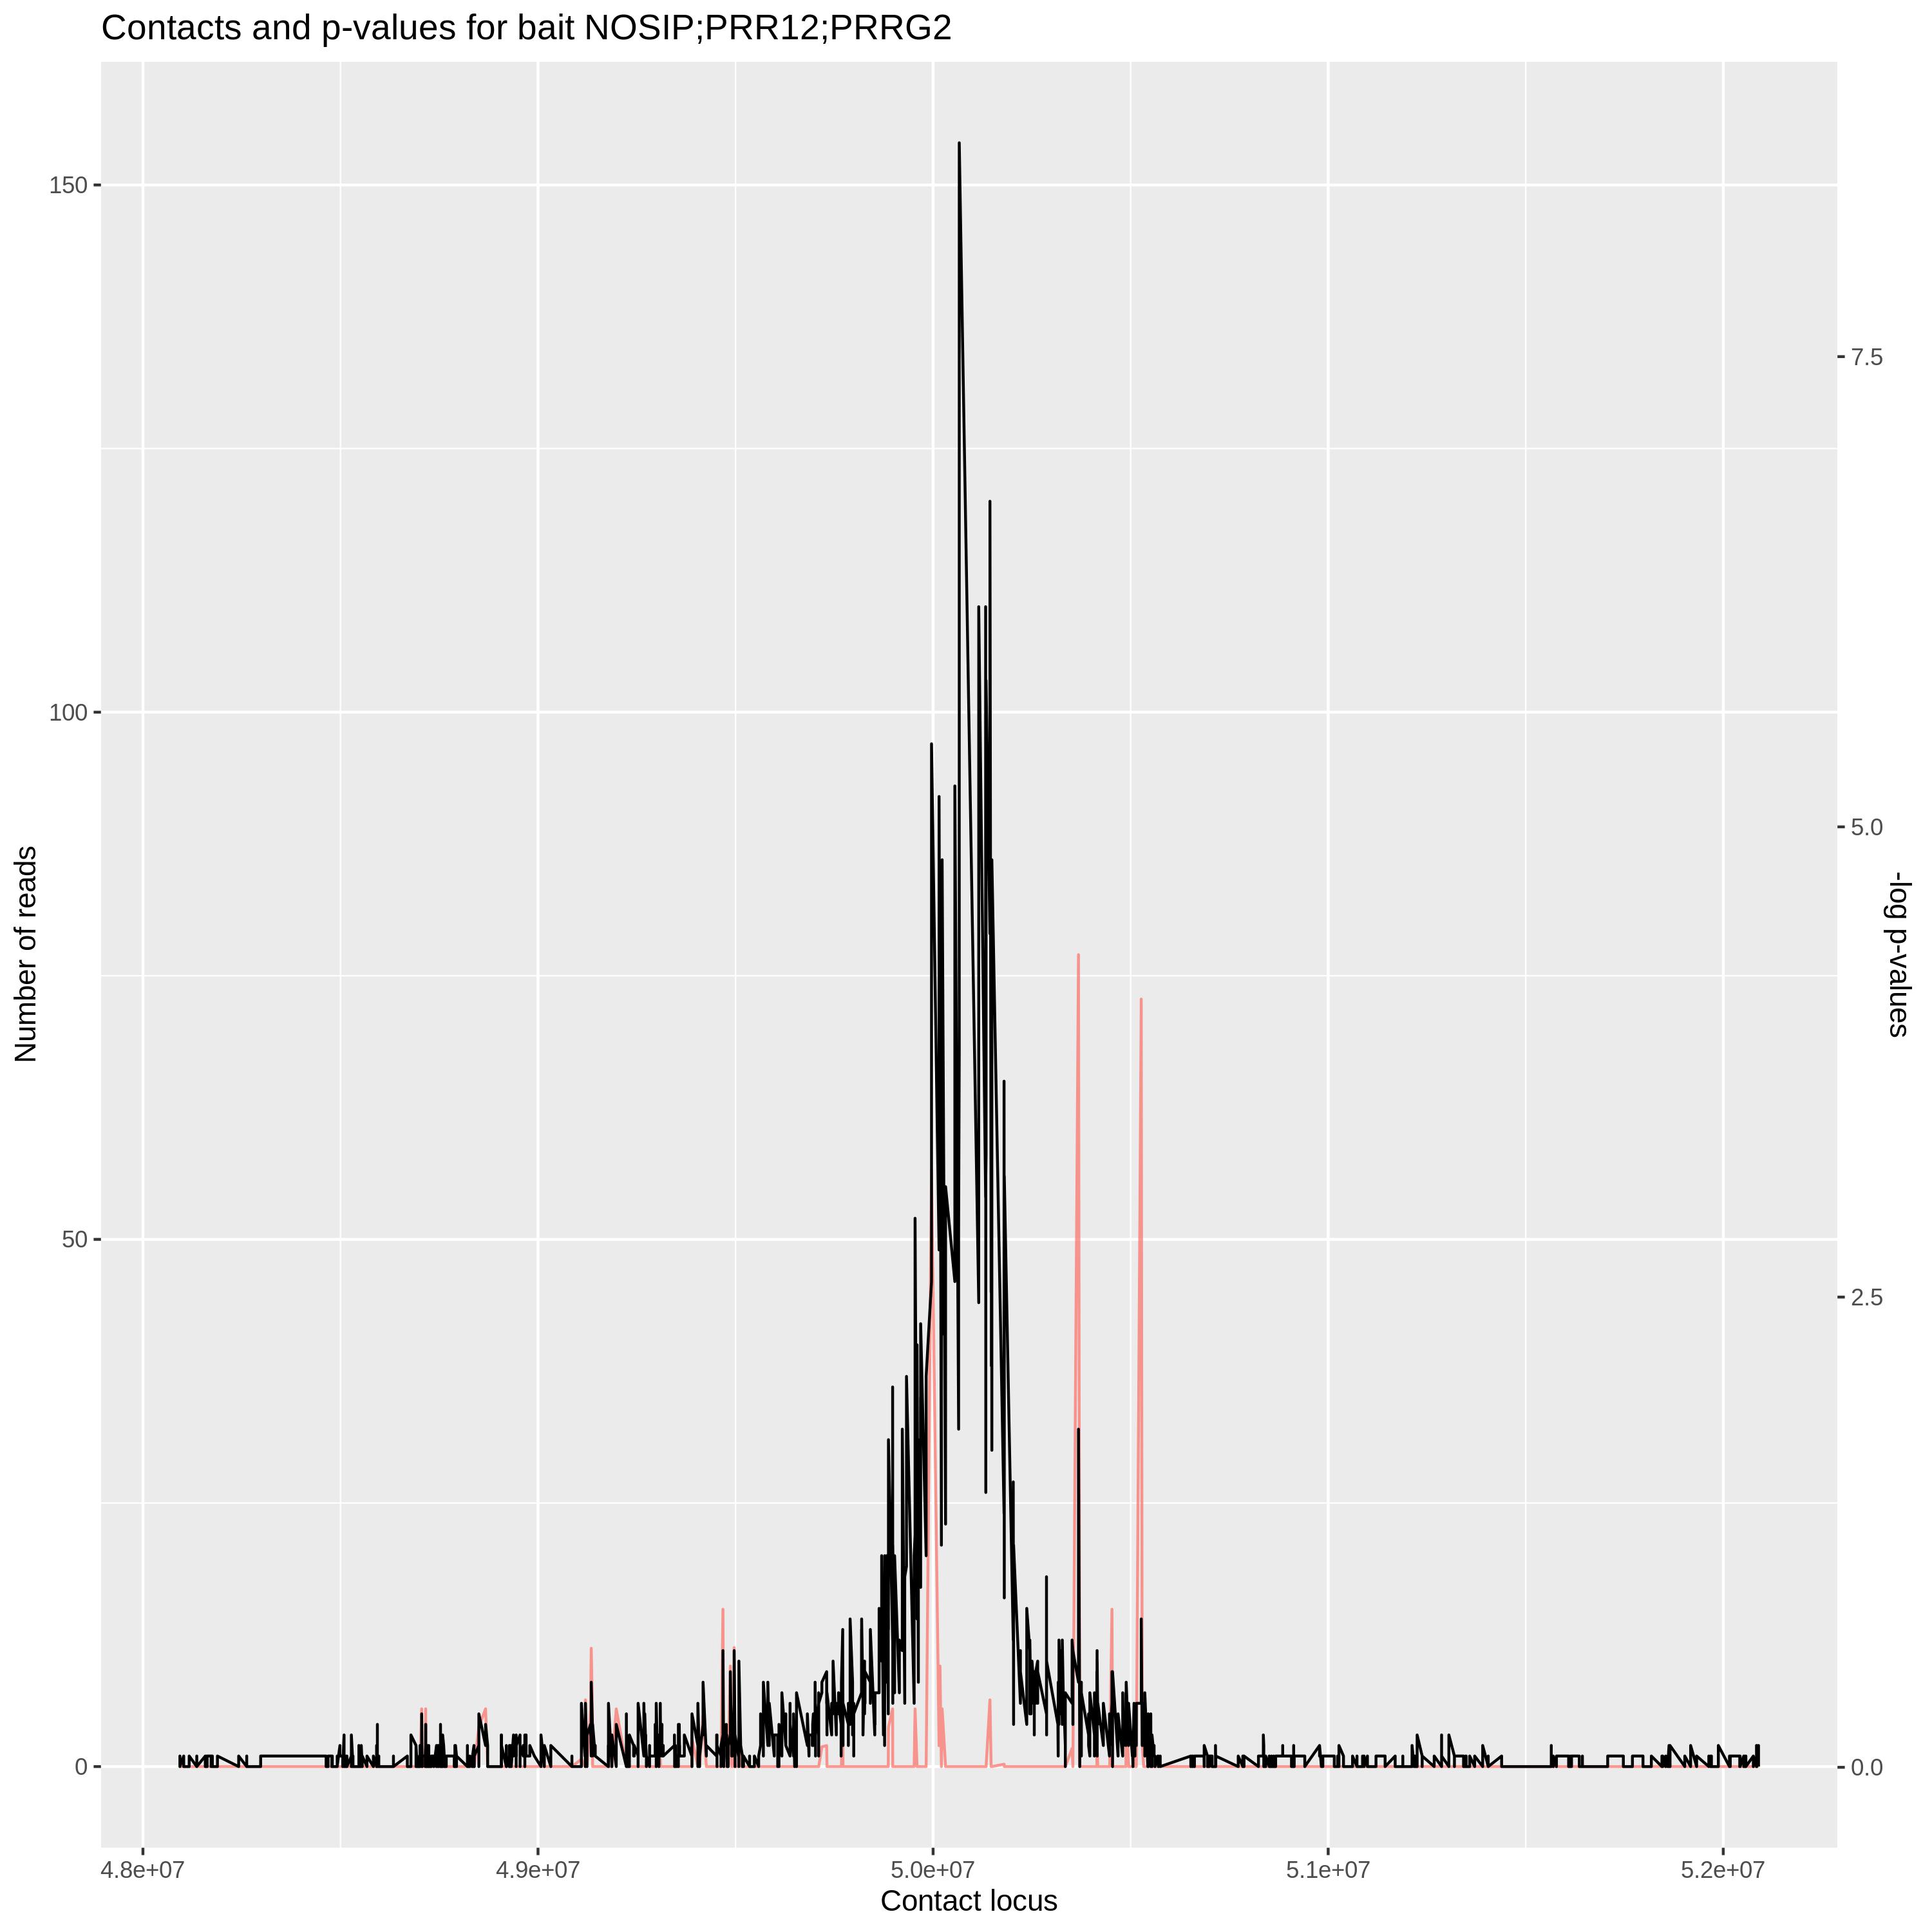 Contacts and p-values for bait NOSIP;PRR12;PRRG2
150
100
50
0
Number of reads
7.5
5.0
2.5
0.0
-log p-values
4.8e+07
4.9e+07
5.0e+07
5.1e+07
5.2e+07
Contact locus